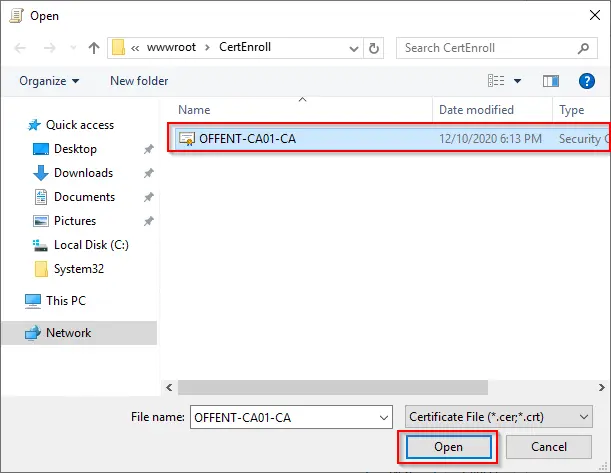 Open
« wwwroot > CertEnroll
Search CertEnroll
Organize
New folder
?
Name
Date modified
Type
Quick access
Desktop
Downloads
Documents
Pictures
Local Disk (C:)
System32
This PC
Network
OFFENT-CA01-CA
12/10/2020 6:13 PM
Security C
File name:
OFFENT-CA01-CA
Certificate File (*.cer;*.crt)
Open
Cancel